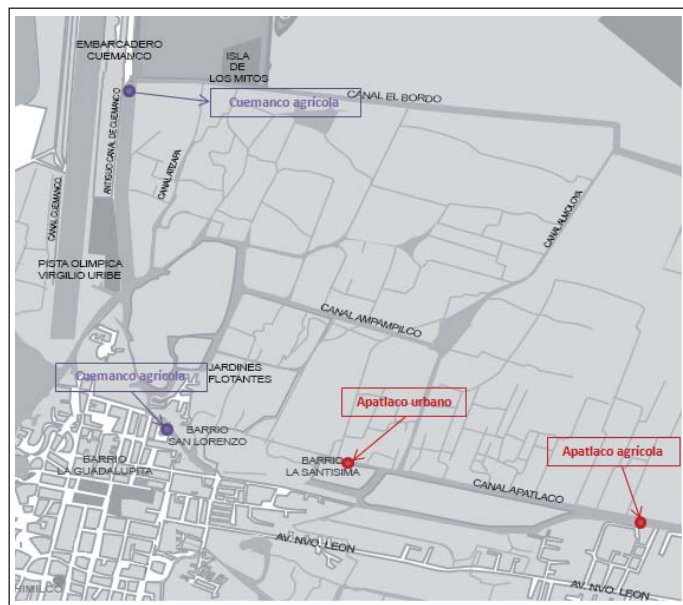 EMBARCADERO
CUEMANCO
ISLA
DE
LOS MITOS
CANAL EL BORDO
Cuemanco agrícola
ANTIGUO CANAL DE CUEMANCO
CANAL ATIZAPA
CANAL CUEMANCO
CANAL ALMOLOYA
PISTA OLIMPICA
VIRGILIO URIBE
CANAL AMPAMPILCO
Cuemanco agrícola
JARDINES
FLOTANTES
Apatlaco urbano
BARRIO
SAN LORENZO
BARRIO
LA GUADALUPITA
BARRIO
LA SANTISIMA
Apatlaco agrícola
CANAL APATLACO
AV. NVO. LEON
AV. NVO. LEON
HIMILCO